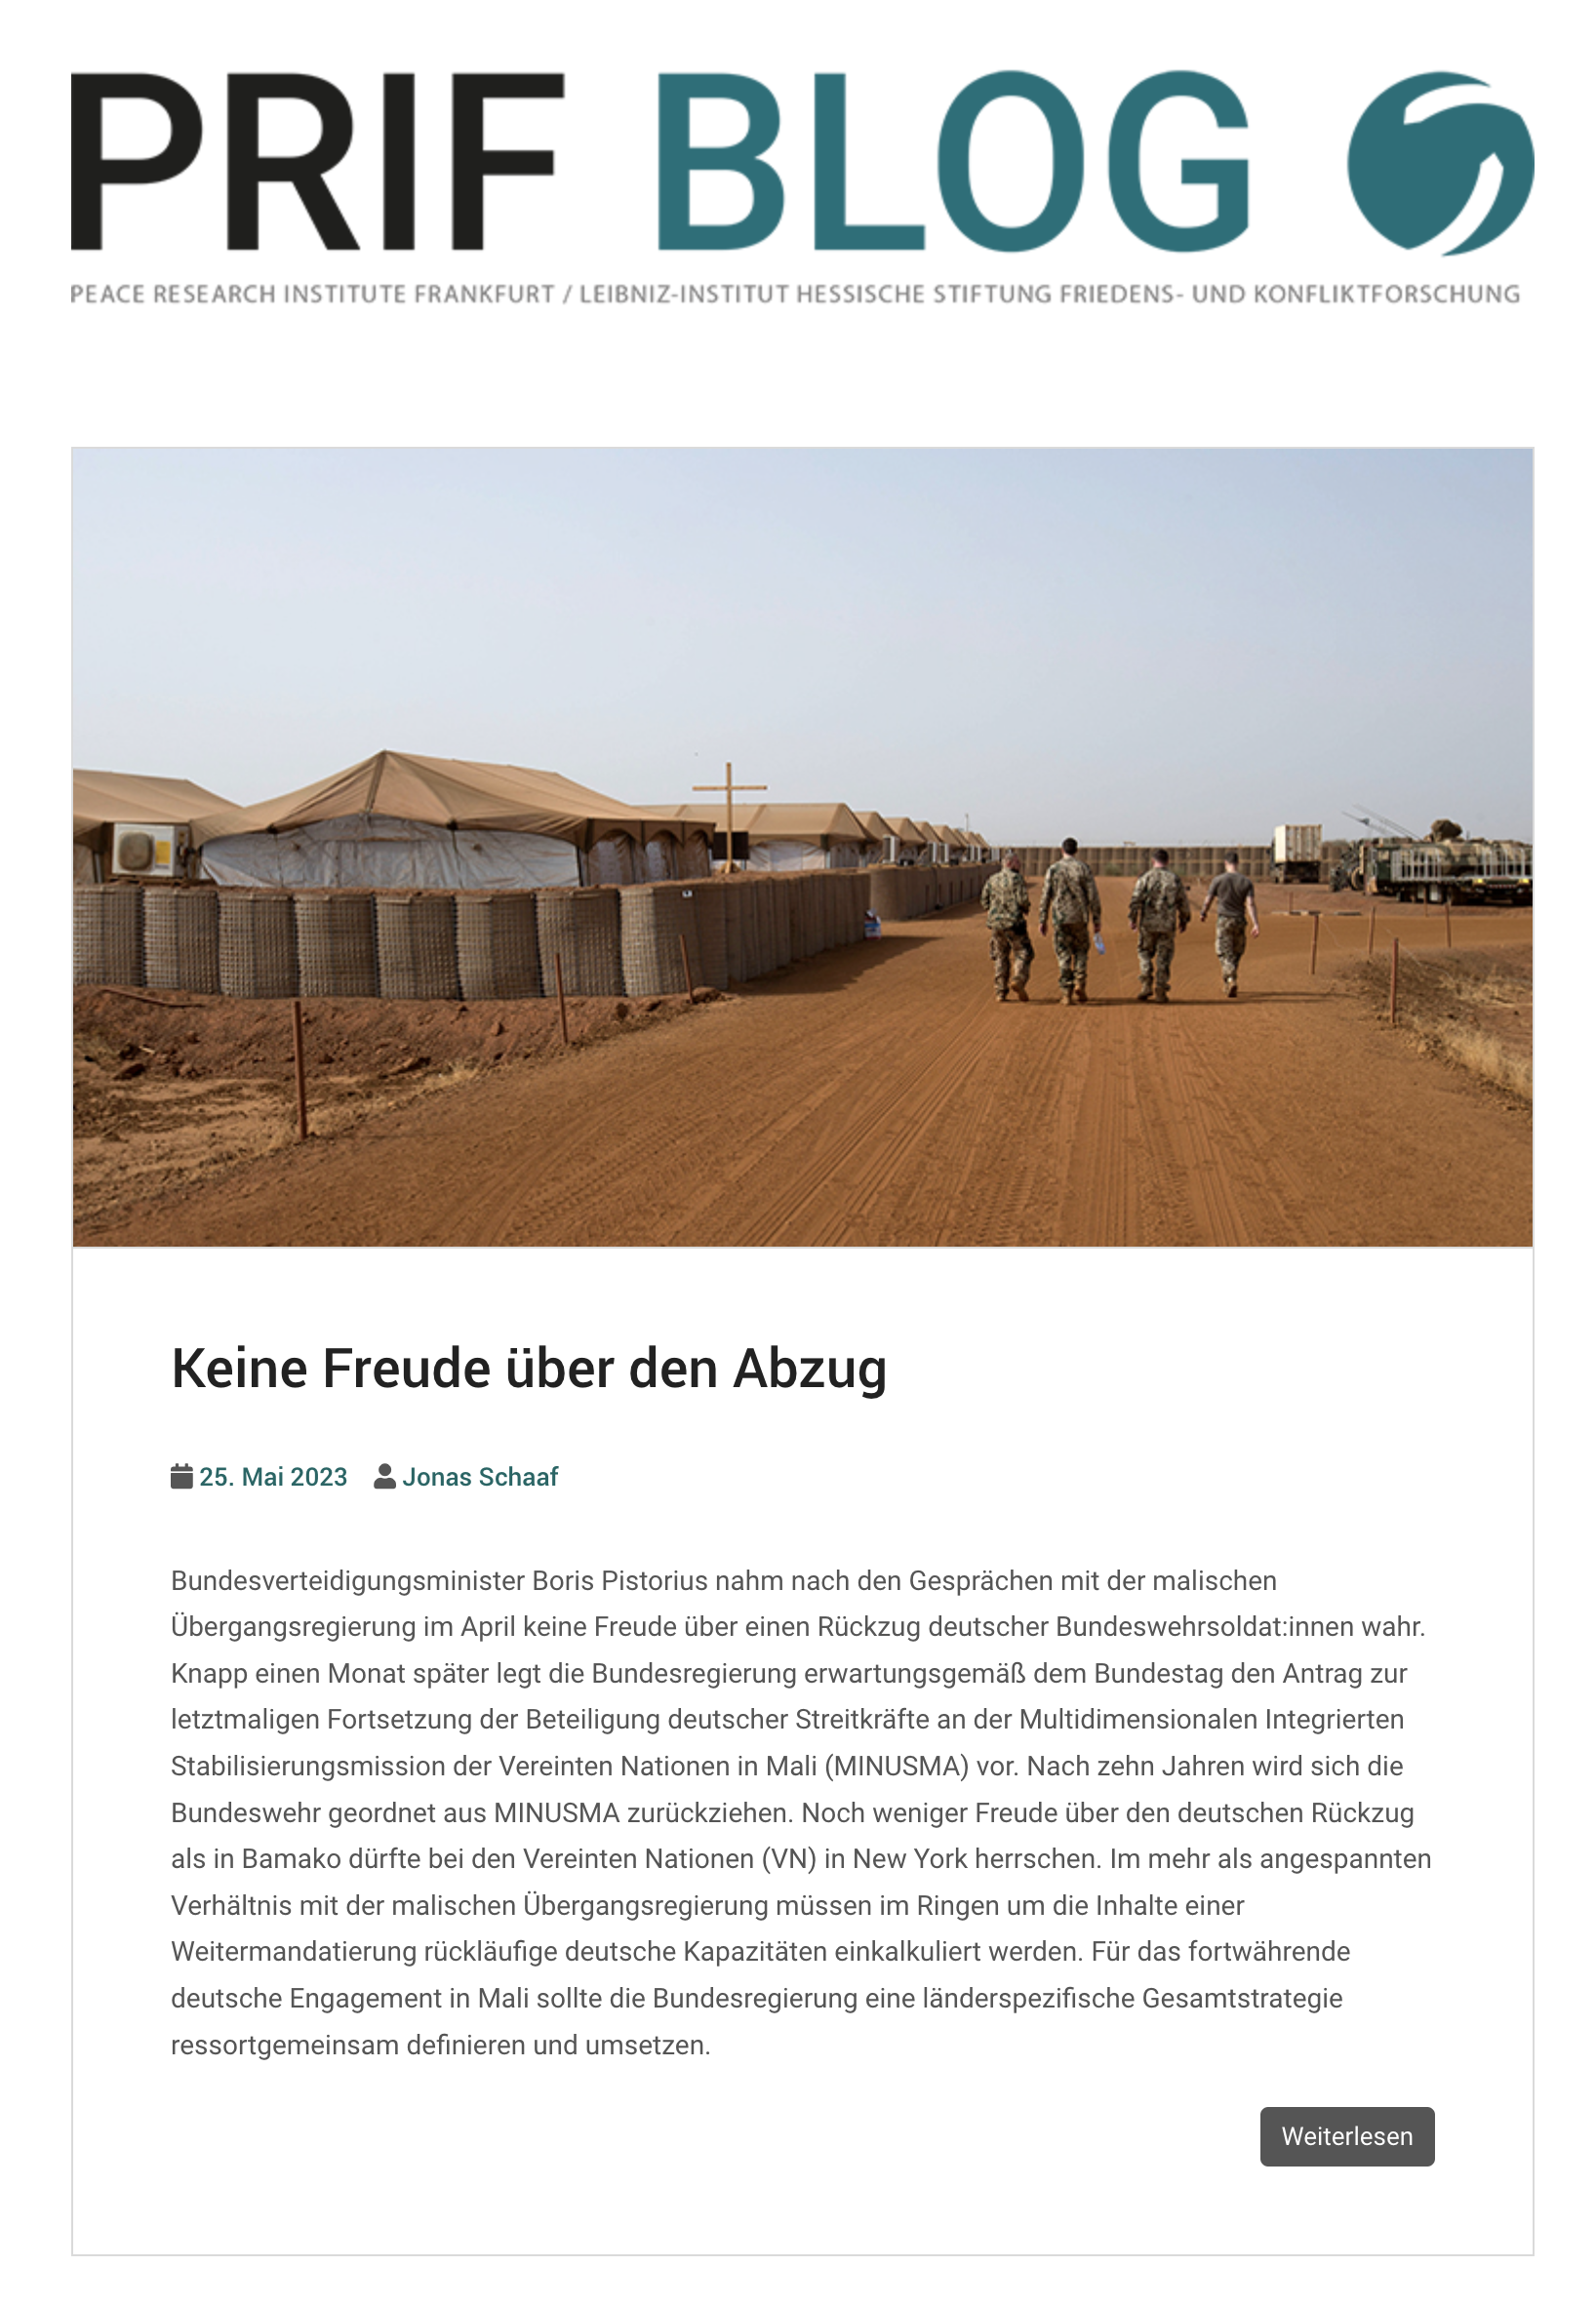 PRIF BLOG
PEACE RESEARCH INSTITUTE FRANKFURT / LEIBNIZ-INSTITUT HESSISCHE STIFTUNG FRIEDENS- UND KONFLIKTFORSCHUNG
Keine Freude über den Abzug
25. Mai 2023 Jonas Schaaf
Bundesverteidigungsminister Boris Pistorius nahm nach den Gesprächen mit der malischen
Übergangsregierung im April keine Freude über einen Rückzug deutscher Bundeswehrsoldat:innen wahr.
Knapp einen Monat später legt die Bundesregierung erwartungsgemäß dem Bundestag den Antrag zur
letztmaligen Fortsetzung der Beteiligung deutscher Streitkräfte an der Multidimensionalen Integrierten
Stabilisierungsmission der Vereinten Nationen in Mali (MINUSMA) vor. Nach zehn Jahren wird sich die
Bundeswehr geordnet aus MINUSMA zurückziehen. Noch weniger Freude über den deutschen Rückzug
als in Bamako dürfte bei den Vereinten Nationen (VN) in New York herrschen. Im mehr als angespannten
Verhältnis mit der malischen Übergangsregierung müssen im Ringen um die Inhalte einer
Weitermandatierung rückläufige deutsche Kapazitäten einkalkuliert werden. Für das fortwährende
deutsche Engagement in Mali sollte die Bundesregierung eine länderspezifische Gesamtstrategie
ressortgemeinsam definieren und umsetzen.
Weiterlesen